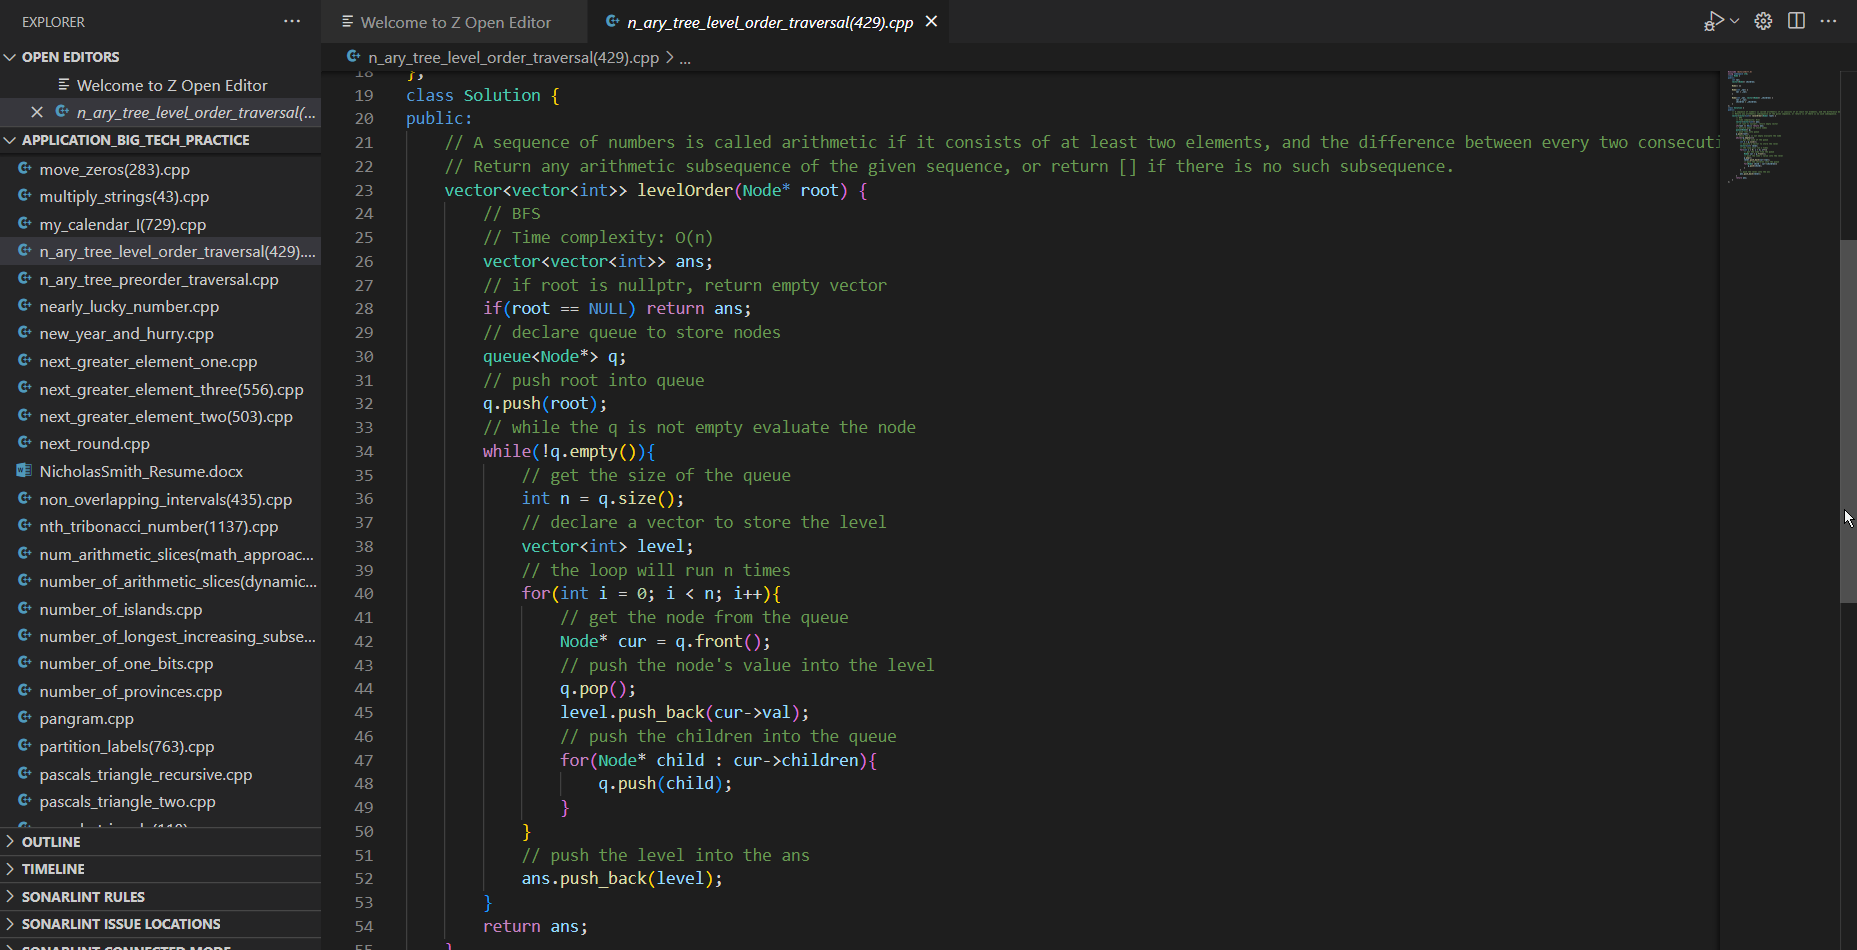 EXPLORER
OPEN EDITORS
Welcome to Z Open Editor
n_ary_tree_level_order_traversal(...
APPLICATION_BIG_TECH_PRACTICE
move_zeros(283).cpp
multiply_strings(43).cpp
my_calendar_I(729).cpp
n_ary_tree_level_order_traversal(429)....
n_ary_tree_preorder_traversal.cpp
nearly_lucky_number.cpp
new_year_and_hurry.cpp
next_greater_element_one.cpp
next_greater_element_three(556).cpp
next_greater_element_two(503).cpp
next_round.cpp
NicholasSmith_Resume.docx
non_overlapping_intervals(435).cpp
nth_tribonacci_number(1137).cpp
num_arithmetic_slices(math_approac...
number_of_arithmetic_slices(dynamic...
number_of_islands.cpp
number_of_longest_increasing_subse...
number_of_one_bits.cpp
number_of_provinces.cpp
pangram.cpp
partition_labels(763).cpp
pascals_triangle_recursive.cpp
pascals_triangle_two.cpp
OUTLINE
TIMELINE
SONARLINT RULES
SONARLINT ISSUE LOCATIONS
SONARLINT CONNECTED MODE
Welcome to Z Open Editor
n_ary_tree_level_order_traversal(429).cpp
n_ary_tree_level_order_traversal(429).cpp > ...
18 };
19 class Solution {
20 public:
21 // A sequence of numbers is called arithmetic if it consists of at least two elements, and the difference between every two consecuti
22 // Return any arithmetic subsequence of the given sequence, or return [] if there is no such subsequence.
23 vector<vector<int>> levelOrder(Node* root) {
24 // BFS
25 // Time complexity: O(n)
26 vector<vector<int>> ans;
27 // if root is nullptr, return empty vector
28 if(root == NULL) return ans;
29 // declare queue to store nodes
30 queue<Node*> q;
31 // push root into queue
32 q.push(root);
33 // while the q is not empty evaluate the node
34 while(!q.empty()){
35 // get the size of the queue
36 int n = q.size();
37 // declare a vector to store the level
38 vector<int> level;
39 // the loop will run n times
40 for(int i = 0; i < n; i++){
41 // get the node from the queue
42 Node* cur = q.front();
43 // push the node's value into the level
44 q.pop();
45 level.push_back(cur->val);
46 // push the children into the queue
47 for(Node* child : cur->children){
48 q.push(child);
49 }
50 }
51 // push the level into the ans
52 ans.push_back(level);
53 }
54 return ans;
55 }